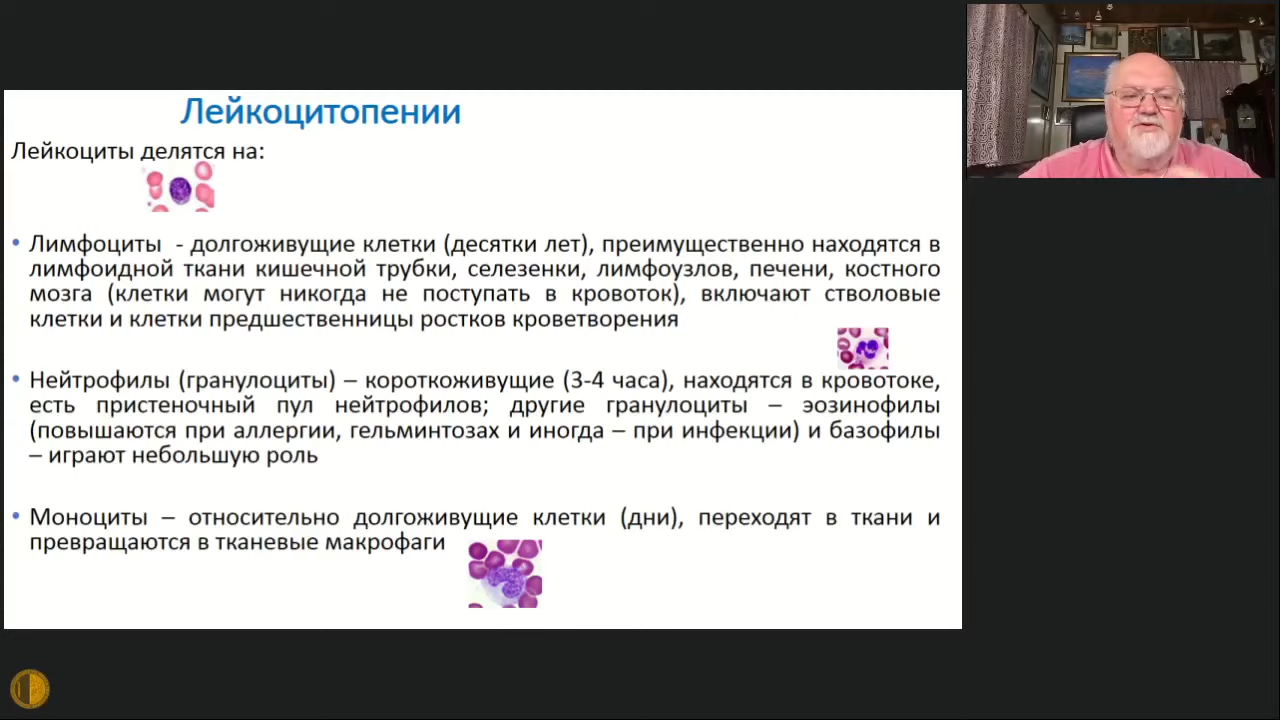 Лейкоцитопении
Лейкоциты делятся на:
• Лимфоциты - долгоживущие клетки (десятки лет), преимущественно находятся в
лимфоидной ткани кишечной трубки, селезенки, лимфоузлов, печени, костного
мозга (клетки могут никогда не поступать в кровоток), включают стволовые
клетки и клетки предшественницы ростков кроветворения
• Нейтрофилы (гранулоциты) – короткоживущие (3-4 часа), находятся в кровотоке,
есть пристеночный пул нейтрофилов; другие гранулоциты – эозинофилы
(повышаются при аллергии, гельминтозах и иногда – при инфекции) и базофилы
– играют небольшую роль
• Моноциты – относительно долгоживущие клетки (дни), переходят в ткани и
превращаются в тканевые макрофаги